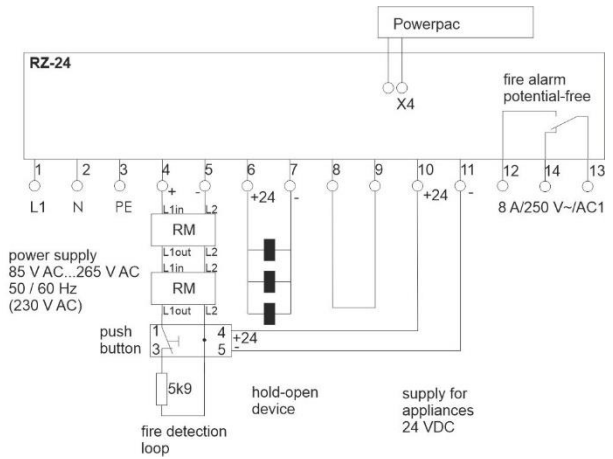 Powerpac
RZ-24
X4
fire alarm
potential-free
1 2 3 4 5 6 7 8 9 10 11 12 14 13
L1 N PE + - +24 - +24 - 8 A/250 V~/AC1
L1in L2
RM
L1out L2
L1in L2
RM
L1out L2
power supply
85 V AC...265 V AC
50 / 60 Hz
(230 V AC)
push
button
1 4 +24
3 5 -
5k9
hold-open
device
supply for
appliances
24 VDC
fire detection
loop